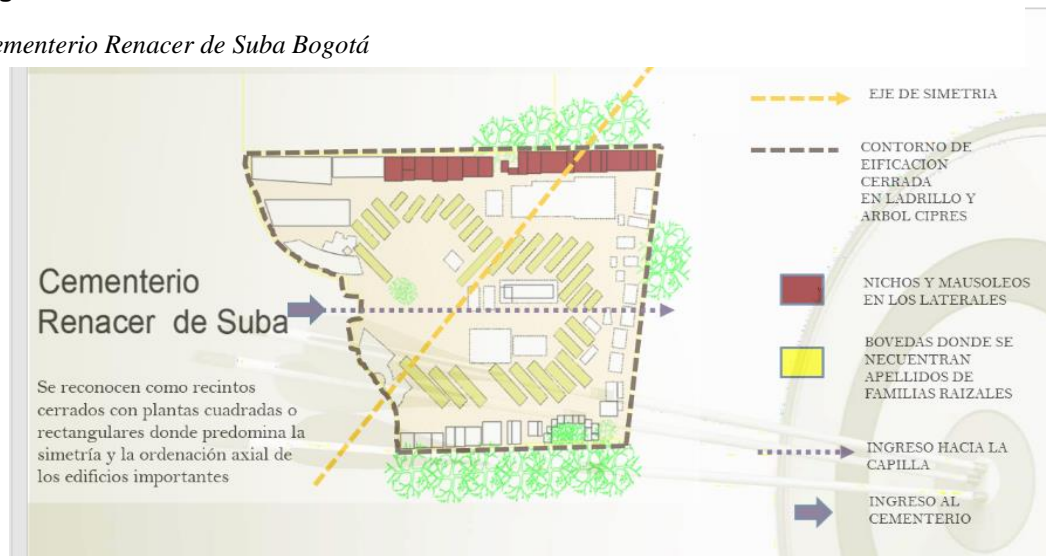 ementerio Renacer de Suba Bogotá
EJE DE SIMETRIA
CONTORNO DE
EIFICACION
CERRADA
EN LADRILLO Y
ARBOL CIPRES
Cementerio
Renacer de Suba
NICHOS Y MAUSOLEOS
EN LOS LATERALES
BOVEDAS DONDE SE
NECUENTRAN
APELLIDOS DE
FAMILIAS RAIZALES
Se reconocen como recintos
cerrados con plantas cuadradas o
rectangulares donde predomina la
simetría y la ordenación axial de
los edificios importantes
INGRESO HACIA LA
CAPILLA
INGRESO AL
CEMENTERIO